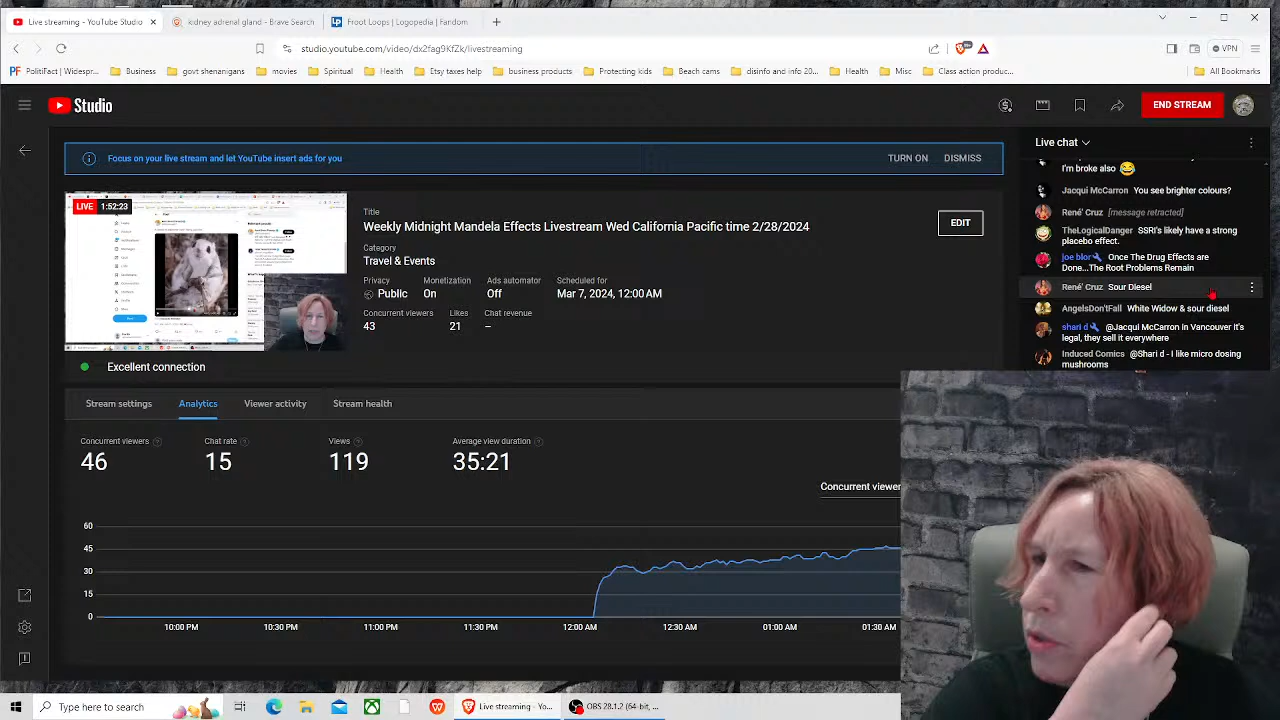 Live streaming - YouTube Studio
kidney adrenal gland - Brave Search
Froot Loops | Logopedia | Fandom
studio.youtube.com/video/dx2fag9KfZk/livestreaming
VPN
PolitiFact | (Widespr...
Business
govt shenanigans
movies
Spiritual
Health
Etsy taxes help
business products
Protecting kids
Beach cams
disinfo and info 20...
Health
Misc
Class action produc...
All Bookmarks
Studio
END STREAM
Focus on your live stream and let YouTube insert ads for you
TURN ON
DISMISS
Live chat
I'm broke also
Jacqui McCarron You see brighter colours?
René' Cruz [message retracted]
TheLogicalDanger SSRI's likely have a strong
placebo effect.
joe blor Once The Drug Effects are
Done...The Root Problems Remain
René' Cruz Sour DIesel
AngelsDon'tFall White Widow & sour diesel
shari d @Jacqui McCarron in Vancouver it's
legal, they sell it everywhere
Induced Comics @Shari d - I like micro dosing
mushrooms
LIVE 1:52:23
Title
Weekly Midnight Mandela Effects Livestream Wed California Pacific time 2/28/2024
EDIT
Category
Travel & Events
Privacy
Monetization
Ads automator
Scheduled for
Public
On
Off
Mar 7, 2024, 12:00 AM
Concurrent viewers
Likes
Chat revenue
43
21
–
Excellent connection
Stream settings
Analytics
Viewer activity
Stream health
Concurrent viewers
Chat rate
Views
Average view duration
46
15
119
35:21
Concurrent viewer
60
45
30
15
0
10:00 PM
10:30 PM
11:00 PM
11:30 PM
12:00 AM
12:30 AM
01:00 AM
01:30 AM
Type here to search
Live streaming - Yo...
OBS 28.1.2 (64-bit, ...